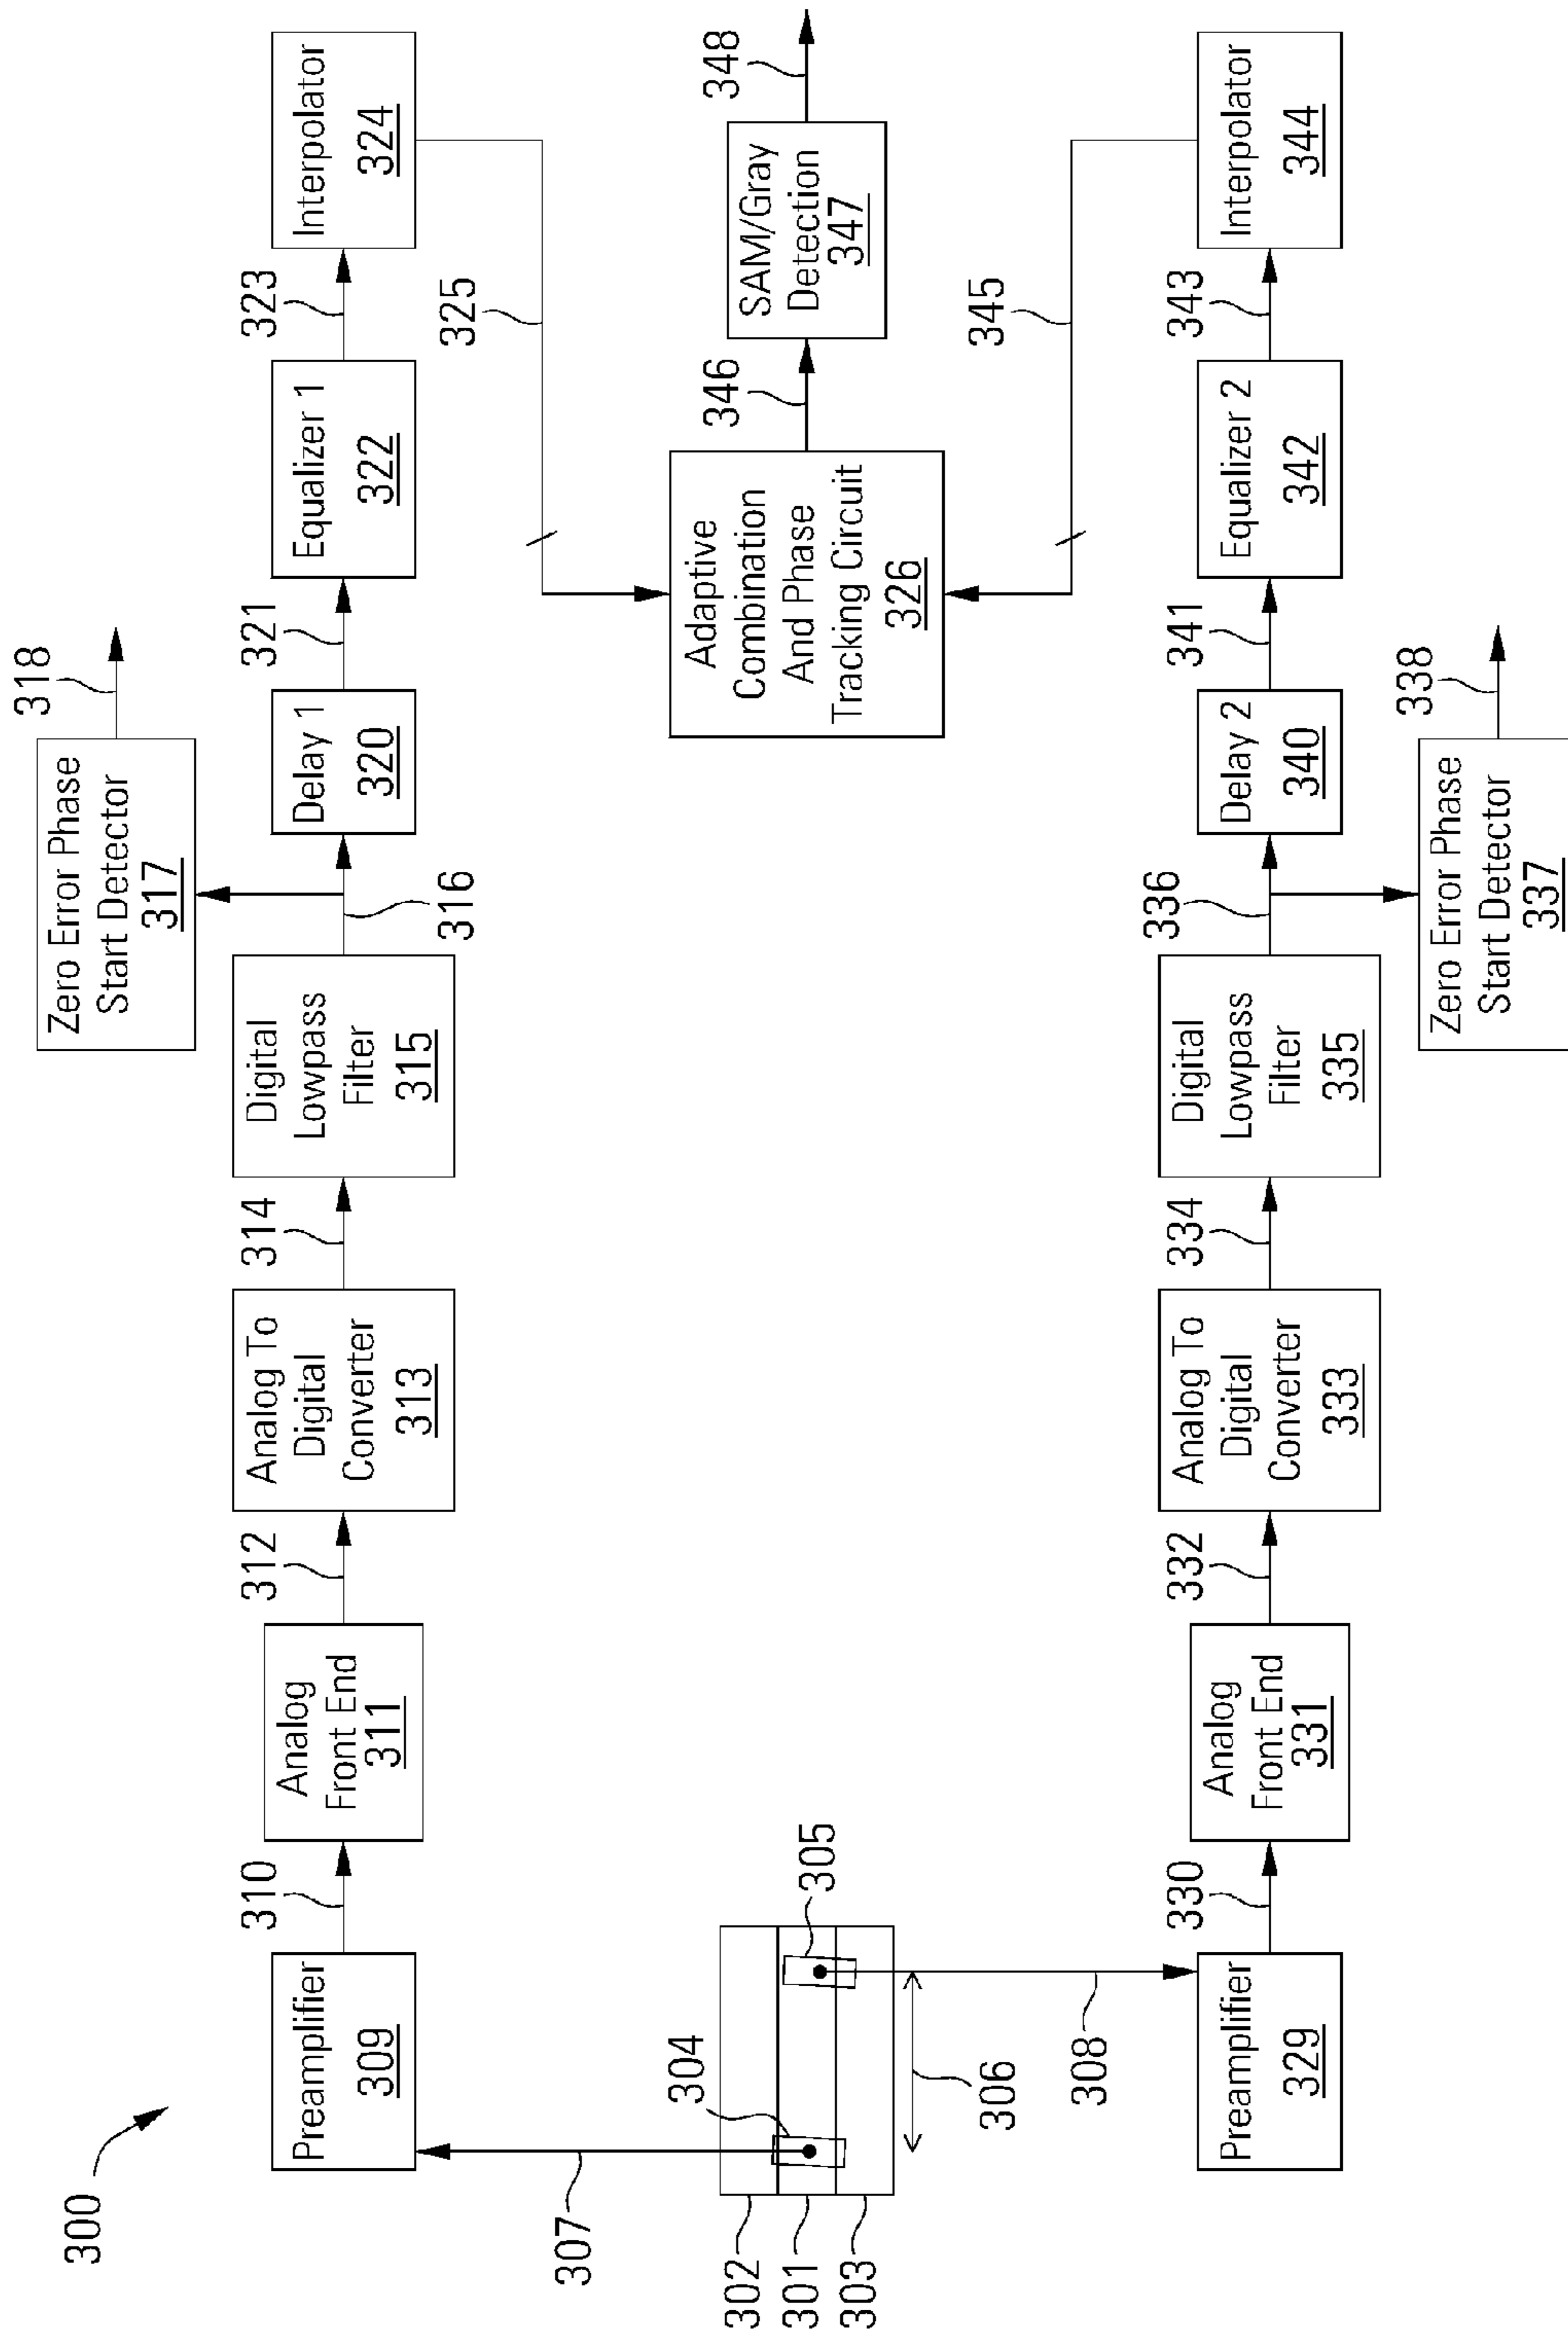 300
Preamplifier
309
310
Analog
Front End
311
312
Analog To
Digital
Converter
313
314
Digital
Lowpass
Filter
315
316
Zero Error Phase
Start Detector
317
318
Delay 1
320
321
Equalizer 1
322
323
Interpolator
324
325
307
302
301
303
304
305
306
308
Adaptive
Combination
And Phase
Tracking Circuit
326
346
SAM/Gray
Detection
347
348
345
Preamplifier
329
330
Analog
Front End
331
332
Analog To
Digital
Converter
333
334
Digital
Lowpass
Filter
335
336
Zero Error Phase
Start Detector
337
338
Delay 2
340
341
Equalizer 2
342
343
Interpolator
344